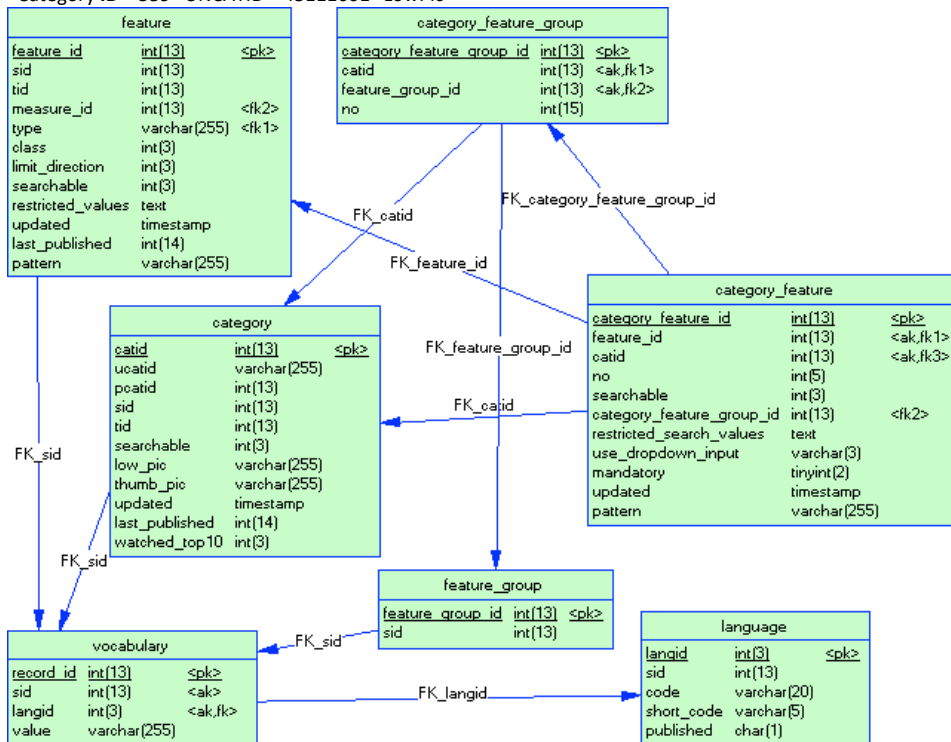 feature
feature_id int(13) <pk>
sid int(13)
tid int(13)
measure_id int(13) <fk2>
type varchar(255) <fk1>
class int(3)
limit_direction int(3)
searchable int(3)
restricted_values text
updated timestamp
last_published int(14)
pattern varchar(255)
category_feature_group
category_feature_group_id int(13) <pk>
catid int(13) <ak,fk1>
feature_group_id int(13) <ak,fk2>
no int(15)
FK_catid
FK_category_feature_group_id
FK_feature_id
category_feature
category_feature_id int(13) <pk>
feature_id int(13) <ak,fk1>
catid int(13) <ak,fk3>
no int(5)
searchable int(3)
category_feature_group_id int(13) <fk2>
restricted_search_values text
use_dropdown_input varchar(3)
mandatory tinyint(2)
updated timestamp
pattern varchar(255)
category
catid int(13) <pk>
ucatid varchar(255)
pcatid int(13)
sid int(13)
tid int(13)
searchable int(3)
low_pic varchar(255)
thumb_pic varchar(255)
updated timestamp
last_published int(14)
watched_top10 int(3)
FK_feature_group_id
FK_catid
FK_sid
FK_sid
feature_group
feature_group_id int(13) <pk>
sid int(13)
FK_sid
vocabulary
record_id int(13) <pk>
sid int(13) <ak>
langid int(3) <ak,fk>
value varchar(255)
FK_langid
language
langid int(3) <pk>
sid int(13)
code varchar(20)
short_code varchar(5)
published char(1)